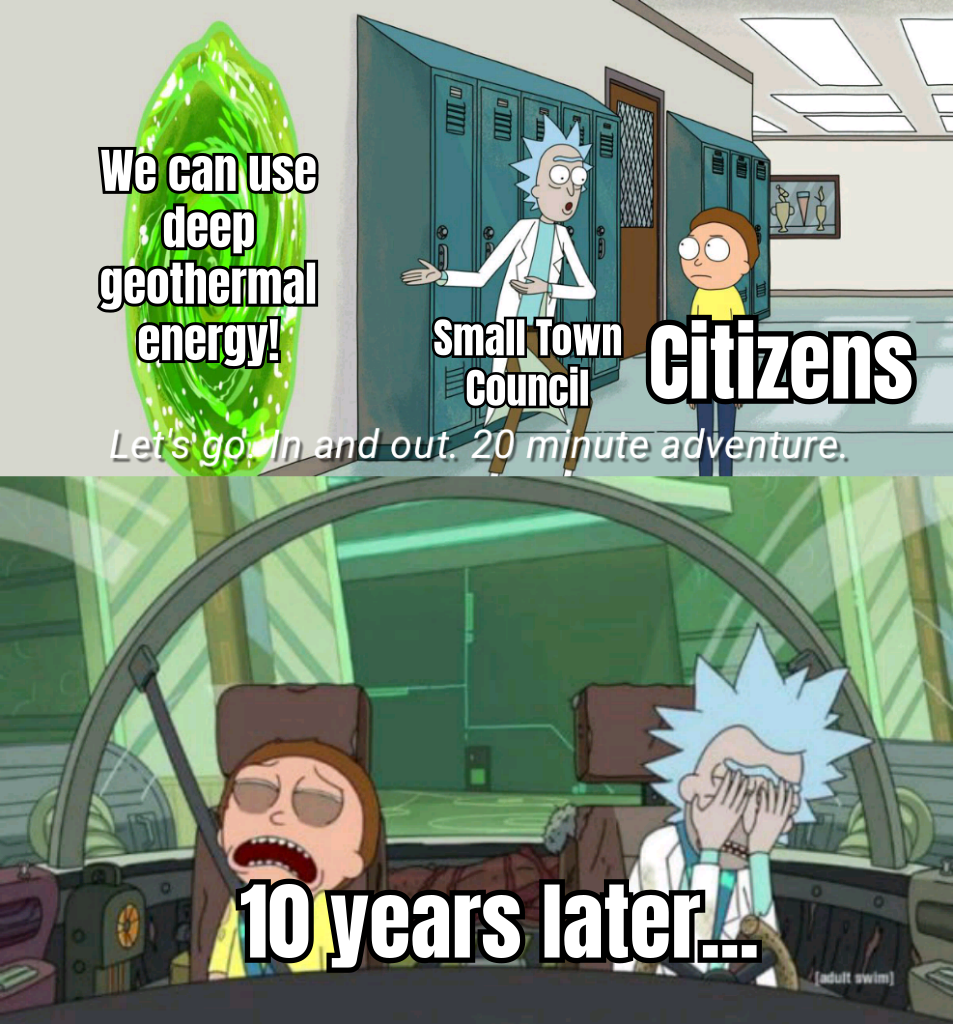 We can use
deep
geothermal
energy!
Small Town
Council
Citizens
Let's go. In and out. 20 minute adventure.
10 years later...
[adult swim]